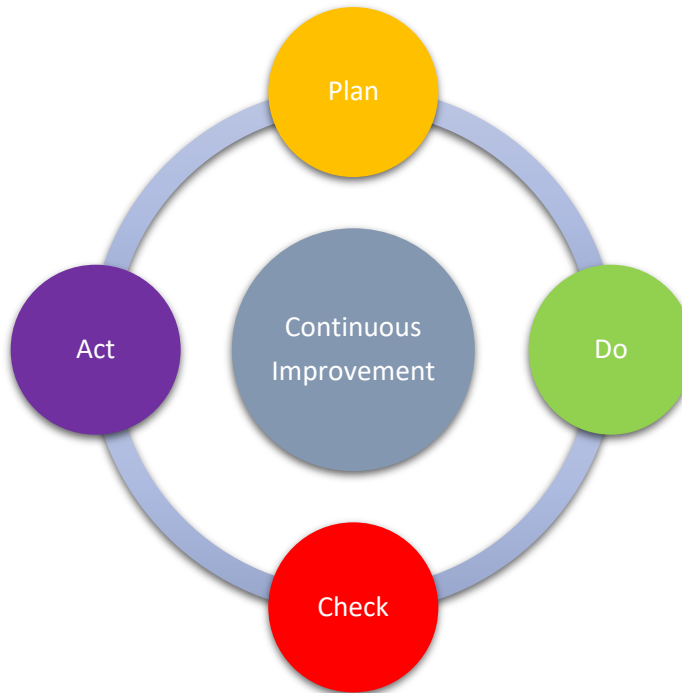 Plan
Act
Continuous
Improvement
Do
Check